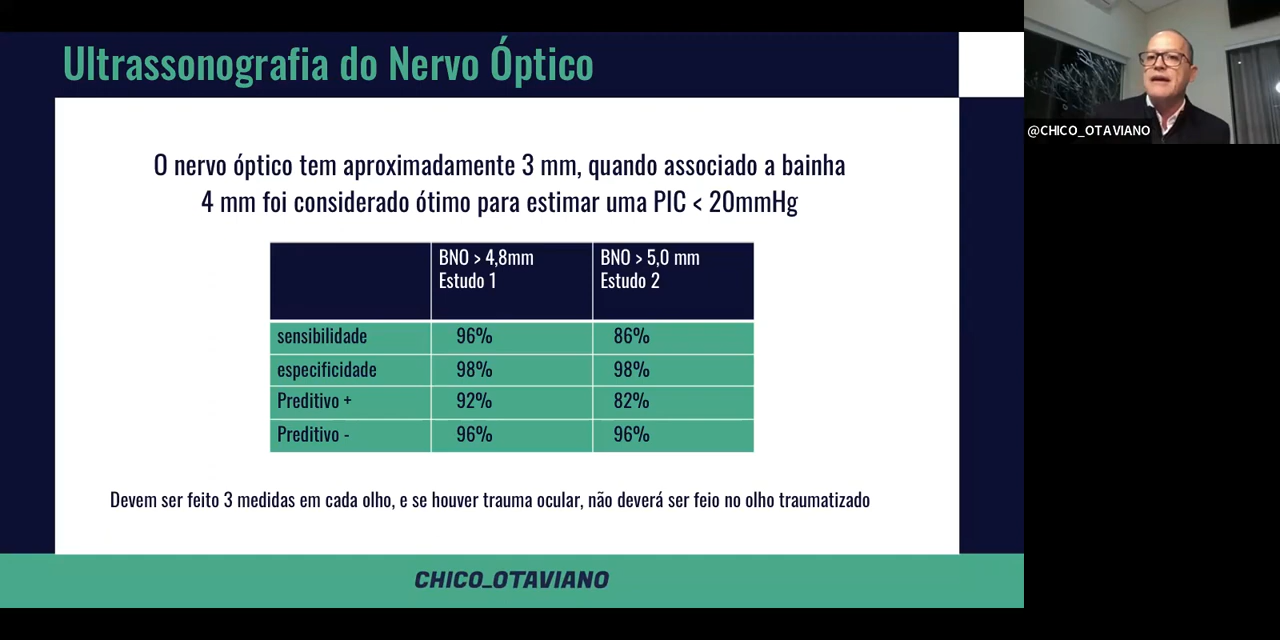 Ultrassonografia do Nervo Óptico
@CHICO_OTAVIANO
O nervo óptico tem aproximadamente 3 mm, quando associado a bainha
4 mm foi considerado ótimo para estimar uma PIC < 20mmHg
BNO > 4,8mm BNO > 5,0 mm
Estudo 1 Estudo 2
sensibilidade 96% 86%
especificidade 98% 98%
Preditivo + 92% 82%
Preditivo - 96% 96%
Devem ser feito 3 medidas em cada olho, e se houver trauma ocular, não deverá ser feio no olho traumatizado
CHICO_OTAVIANO